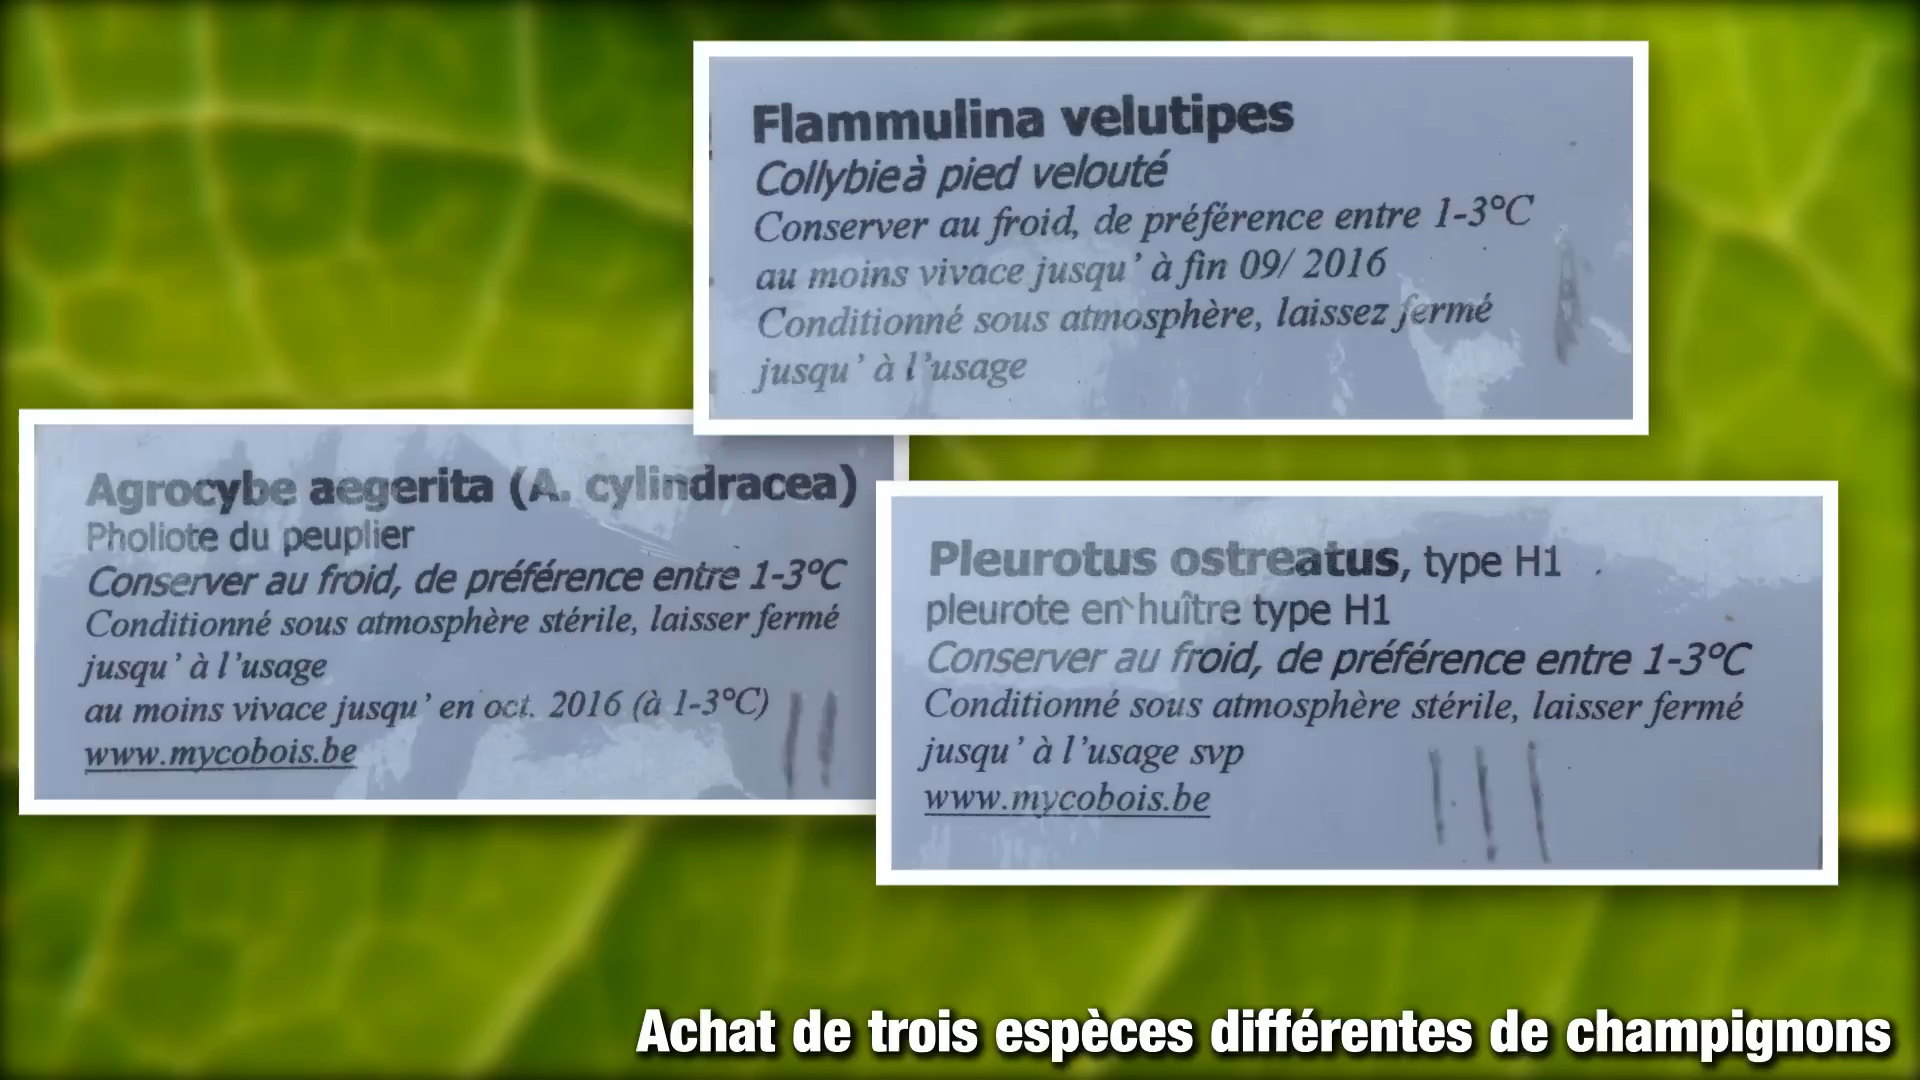 Flammulina velutipes
Collybie à pied velouté
Conserver au froid, de préférence entre 1-3°C
au moins vivace jusqu' à fin 09/ 2016
Conditionné sous atmosphère, laissez fermé
jusqu' à l'usage
Agrocybe aegerita (A. cylindracea)
Pholiote du peuplier
Conserver au froid, de préférence entre 1-3°C
Conditionné sous atmosphère stérile, laisser fermé
jusqu' à l'usage
au moins vivace jusqu' en oct. 2016 (à 1-3°C)
www.mycobois.be
Pleurotus ostreatus, type H1
pleurote en huître type H1
Conserver au froid, de préférence entre 1-3°C
Conditionné sous atmosphère stérile, laisser fermé
jusqu' à l'usage svp
www.mycobois.be
Achat de trois espèces différentes de champignons